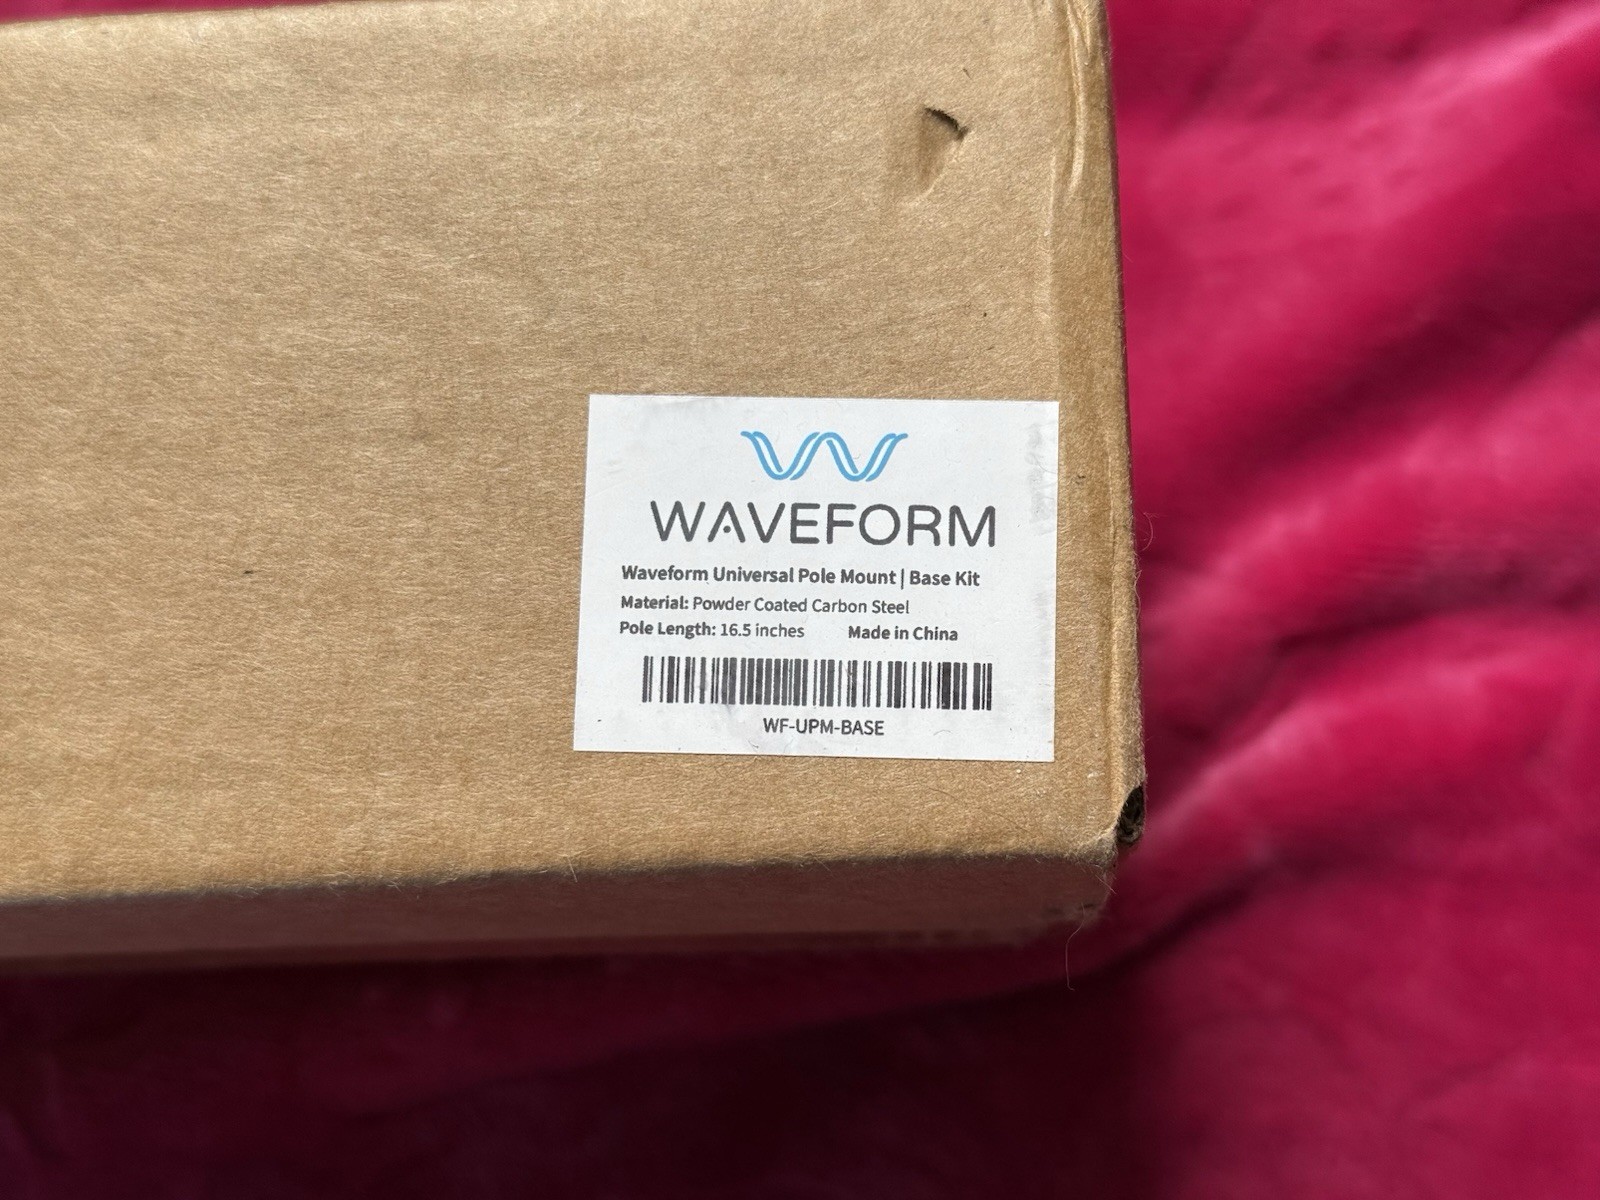 WAVEFORM
Waveform Universal Pole Mount | Base Kit
Material: Powder Coated Carbon Steel
Pole Length: 16.5 inches Made in China
WF-UPM-BASE